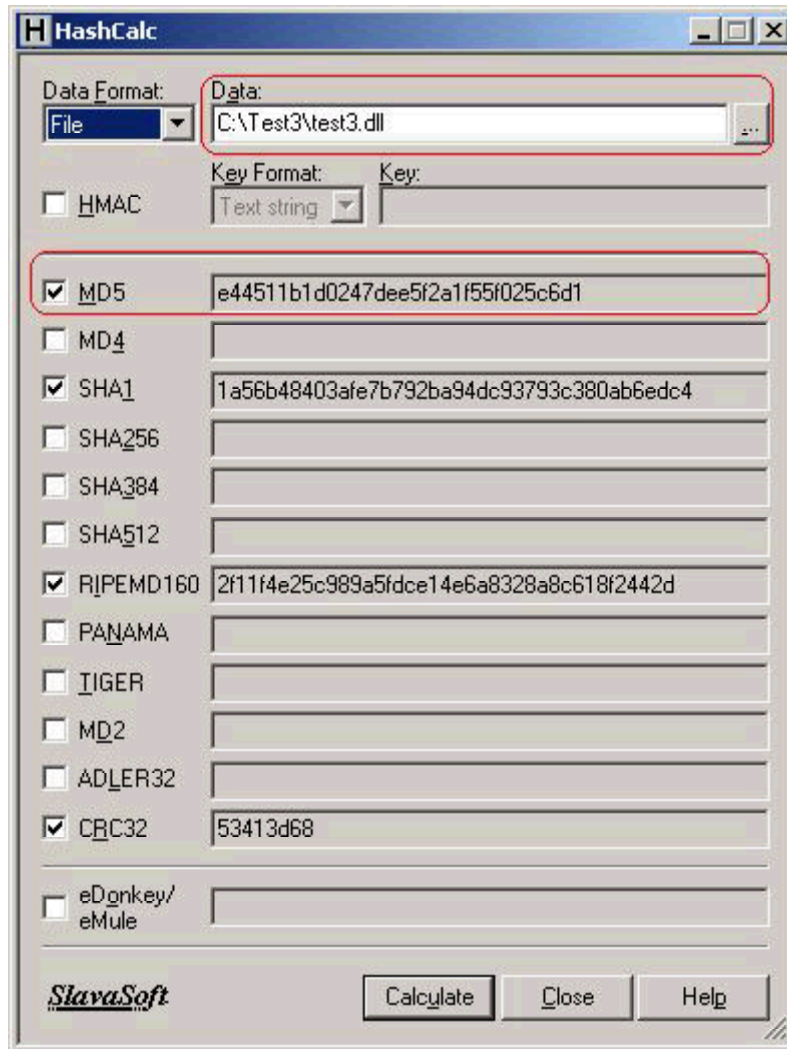 HashCalc
Data Format: Data:
File C:\Test3\test3.dll ...
Key Format: Key:
HMAC Text string
MD5 e44511b1d0247dee5f2a1f55f025c6d1
MD4
SHA1 1a56b48403afe7b792ba94dc93793c380ab6edc4
SHA256
SHA384
SHA512
RIPEMD160 2f11f4e25c989a5fdce14e6a8328a8c618f2442d
PANAMA
TIGER
MD2
ADLER32
CRC32 53413d68
eDonkey/
eMule
SlavaSoft Calculate Close Help